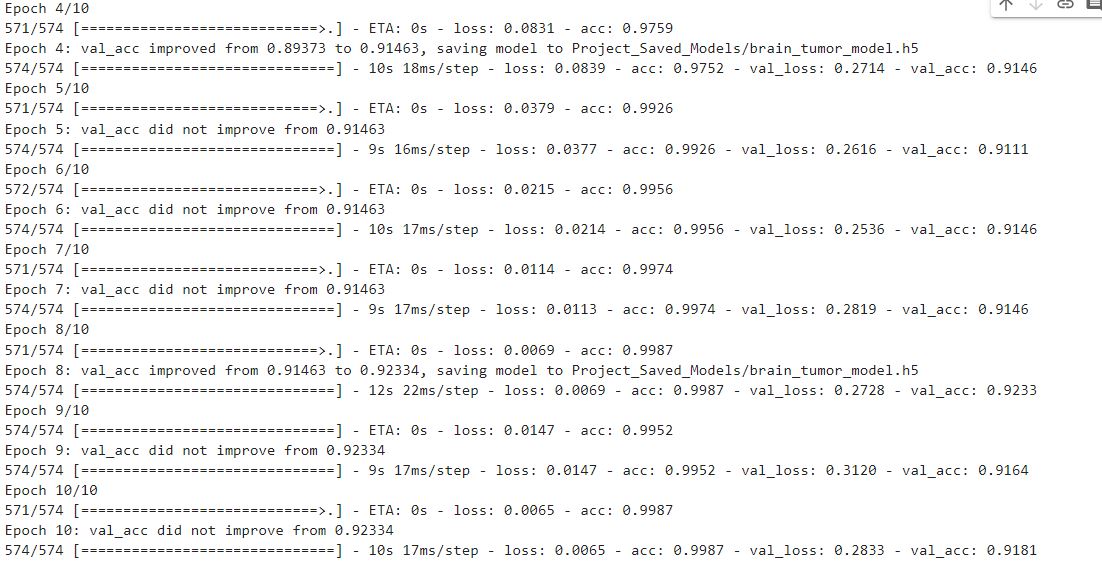 Epoch 4/10
571/574 [============================>.] - ETA: 0s - loss: 0.0831 - acc: 0.9759
Epoch 4: val_acc improved from 0.89373 to 0.91463, saving model to Project_Saved_Models/brain_tumor_model.h5
574/574 [==============================] - 10s 18ms/step - loss: 0.0839 - acc: 0.9752 - val_loss: 0.2714 - val_acc: 0.9146
Epoch 5/10
571/574 [============================>.] - ETA: 0s - loss: 0.0379 - acc: 0.9926
Epoch 5: val_acc did not improve from 0.91463
574/574 [==============================] - 9s 16ms/step - loss: 0.0377 - acc: 0.9926 - val_loss: 0.2616 - val_acc: 0.9111
Epoch 6/10
572/574 [============================>.] - ETA: 0s - loss: 0.0215 - acc: 0.9956
Epoch 6: val_acc did not improve from 0.91463
574/574 [==============================] - 10s 17ms/step - loss: 0.0214 - acc: 0.9956 - val_loss: 0.2536 - val_acc: 0.9146
Epoch 7/10
571/574 [============================>.] - ETA: 0s - loss: 0.0114 - acc: 0.9974
Epoch 7: val_acc did not improve from 0.91463
574/574 [==============================] - 9s 17ms/step - loss: 0.0113 - acc: 0.9974 - val_loss: 0.2819 - val_acc: 0.9146
Epoch 8/10
571/574 [============================>.] - ETA: 0s - loss: 0.0069 - acc: 0.9987
Epoch 8: val_acc improved from 0.91463 to 0.92334, saving model to Project_Saved_Models/brain_tumor_model.h5
574/574 [==============================] - 12s 22ms/step - loss: 0.0069 - acc: 0.9987 - val_loss: 0.2728 - val_acc: 0.9233
Epoch 9/10
574/574 [==============================] - ETA: 0s - loss: 0.0147 - acc: 0.9952
Epoch 9: val_acc did not improve from 0.92334
574/574 [==============================] - 9s 17ms/step - loss: 0.0147 - acc: 0.9952 - val_loss: 0.3120 - val_acc: 0.9164
Epoch 10/10
571/574 [============================>.] - ETA: 0s - loss: 0.0065 - acc: 0.9987
Epoch 10: val_acc did not improve from 0.92334
574/574 [==============================] - 10s 17ms/step - loss: 0.0065 - acc: 0.9987 - val_loss: 0.2833 - val_acc: 0.9181